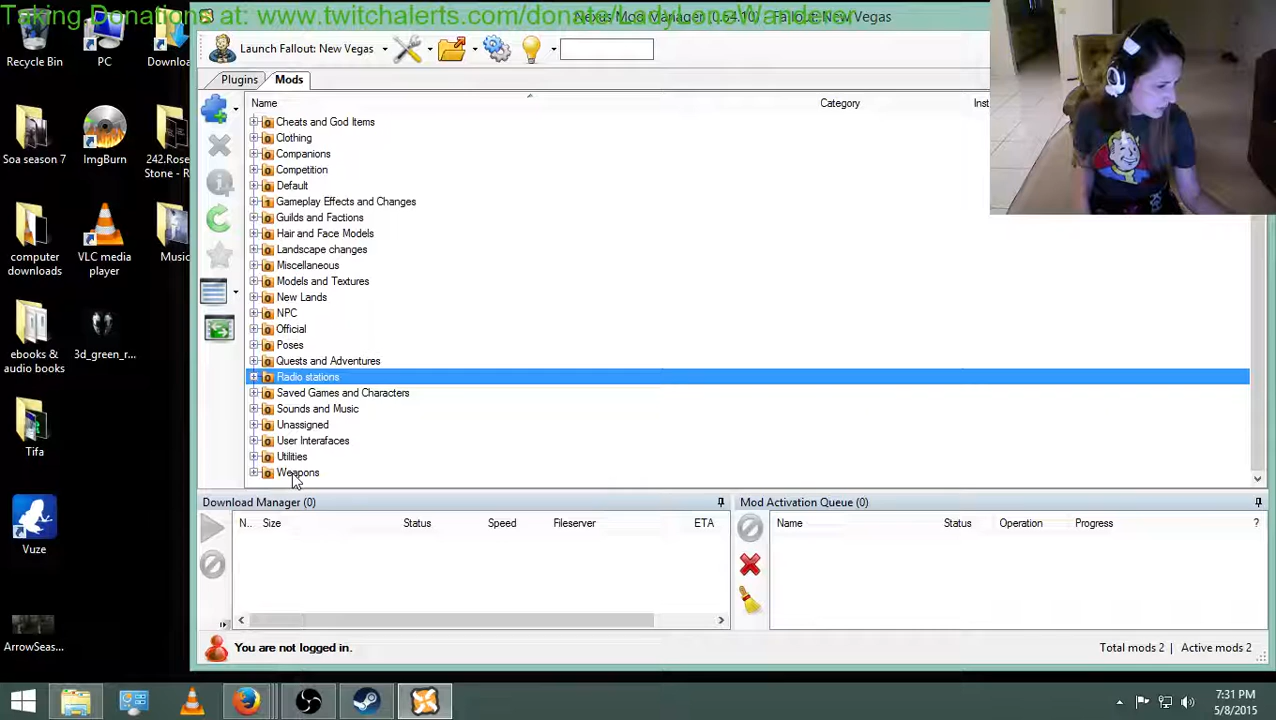 Taking Donations at: www.twitchalerts.com/donate/
Nexus Mod Manager (0.54.10) - Fallout: New Vegas
Launch Fallout: New Vegas
Plugins
Mods
Name
Category
Inst
Cheats and God Items
Clothing
Companions
Competition
Default
Gameplay Effects and Changes
Guilds and Factions
Hair and Face Models
Landscape changes
Miscellaneous
Models and Textures
New Lands
NPC
Official
Poses
Quests and Adventures
Radio stations
Saved Games and Characters
Sounds and Music
Unassigned
User Interafaces
Utilities
Weapons
Download Manager (0)
N.. Size Status Speed Fileserver ETA
Mod Activation Queue (0)
Name Status Operation Progress ?
You are not logged in.
Total mods 2 | Active mods 2
Recycle Bin
PC
Downloa
Soa season 7
ImgBurn
242.Rose
Stone - R
computer
downloads
VLC media
player
Music
ebooks &
audio books
3d_green_r...
Tifa
Vuze
ArrowSeas...
7:31 PM
5/8/2015